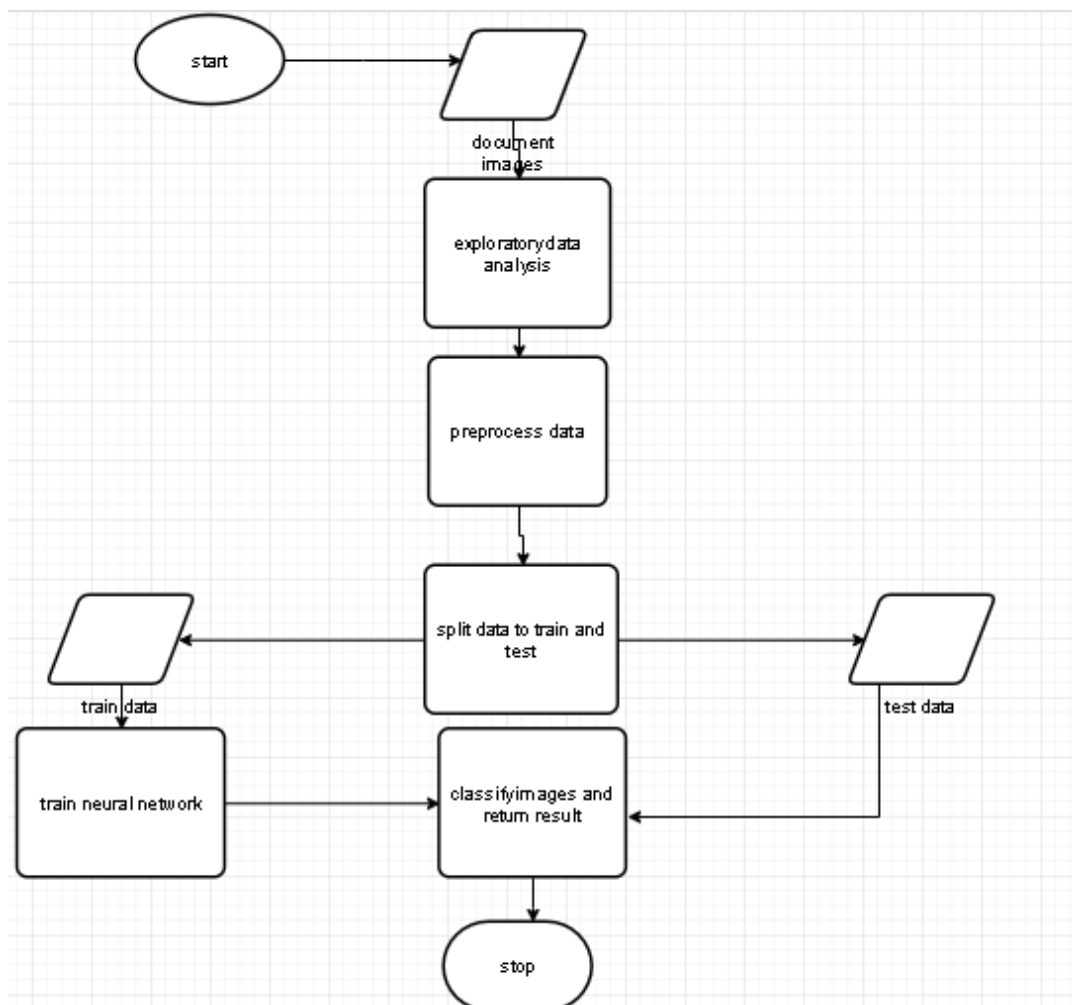 start
document
images
exploratory data
analysis
preprocess data
split data to train and
test
train data
test data
train neural network
classify images and
return result
stop